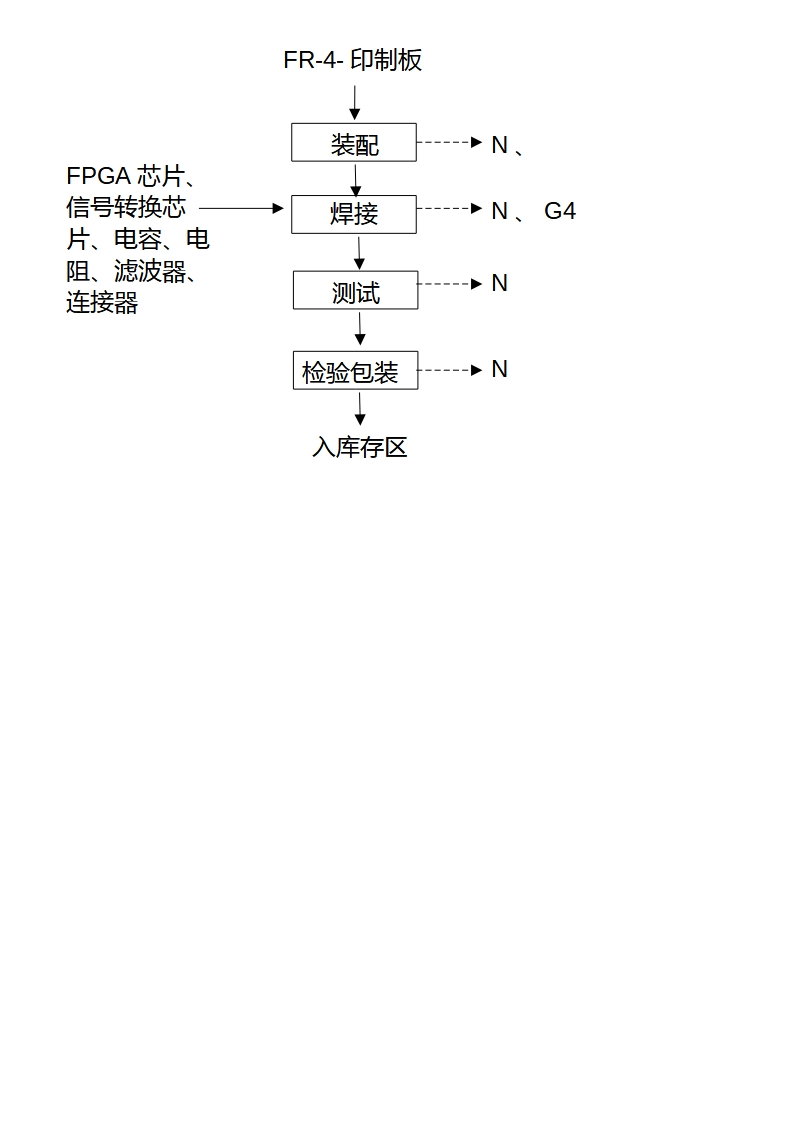 FR-4- 印制板
装配
N 、
FPGA 芯片、
信号转换芯
片、电容、电
阻、滤波器、
连接器
焊接
N 、 G4
测试
N
检验包装
N
入库存区